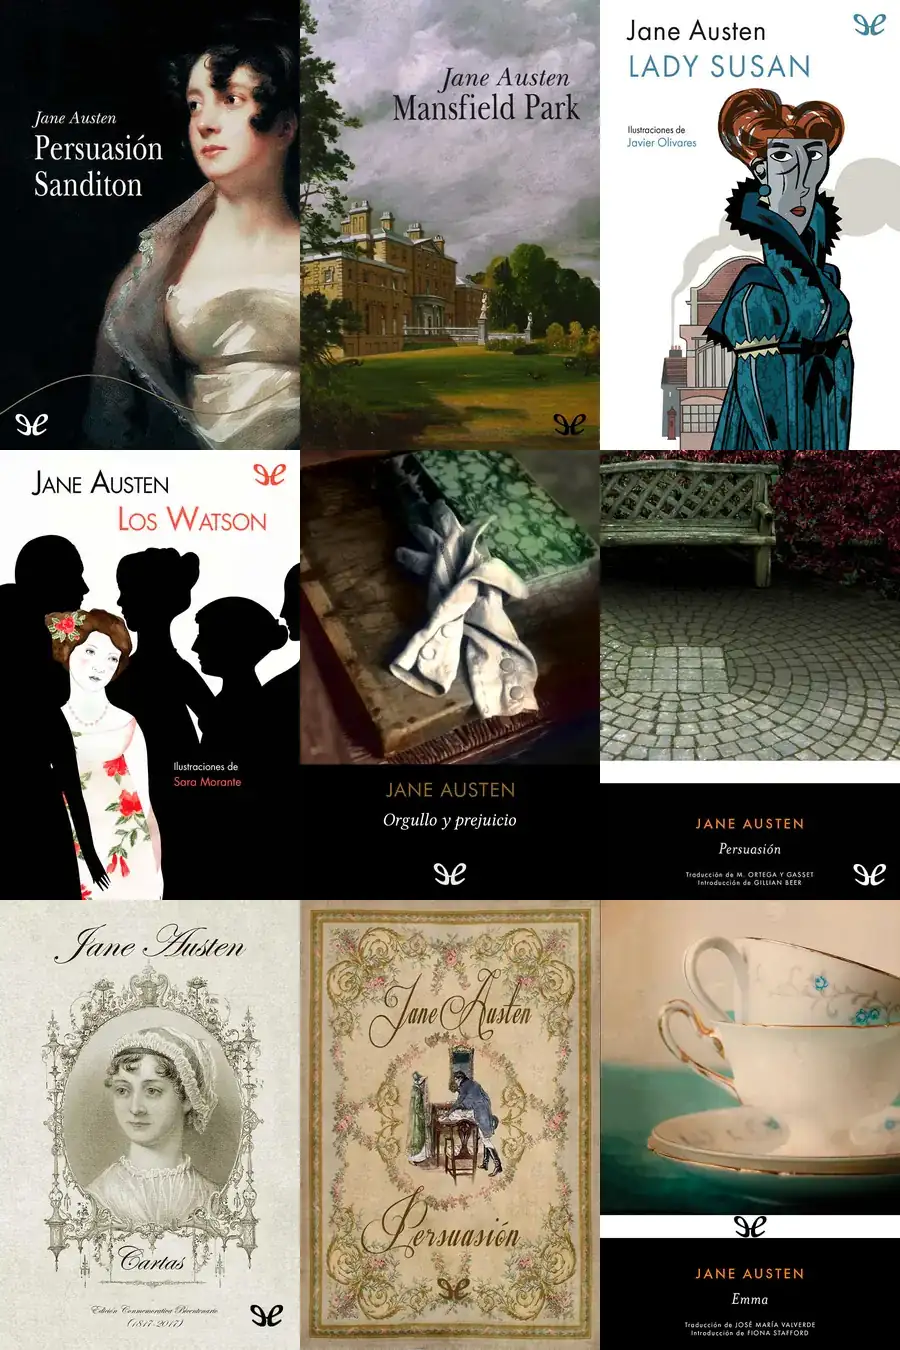 Jane Austen
Persuasión
Sanditon
Jane Austen
Mansfield Park
Jane Austen
LADY SUSAN
Ilustraciones de
Javier Olivares
JANE AUSTEN
LOS WATSON
Ilustraciones de
Sara Morante
JANE AUSTEN
Orgullo y prejuicio
JANE AUSTEN
Persuasión
Traducción de M. ORTEGA Y GASSET
Introducción de GILLIAN BEER
Jane Austen
Cartas
Edición Conmemorativa Bicentenario
(1817-2017)
Jane Austen
Persuasión
JANE AUSTEN
Emma
Traducción de JOSÉ MARÍA VALVERDE
Introducción de FIONA STAFFORD